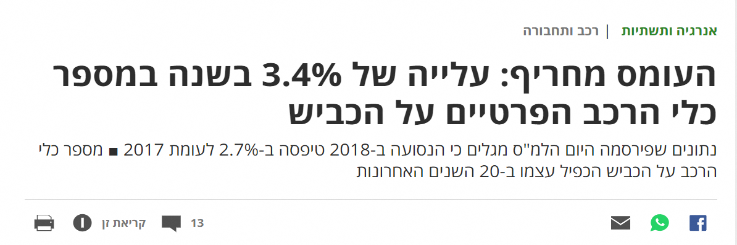 אנרגיה ותשתיות | רכב ותחבורה
העומס מחריף: עלייה של 3.4% בשנה במספר
כלי הרכב הפרטיים על הכביש
נתונים שפירסמה היום הלמ"ס מגלים כי הנסועה ב-2018 טיפסה ב-2.7% לעומת 2017 ■ מספר כלי
הרכב על הכביש הכפיל עצמו ב-20 השנים האחרונות
13 קריאת זן